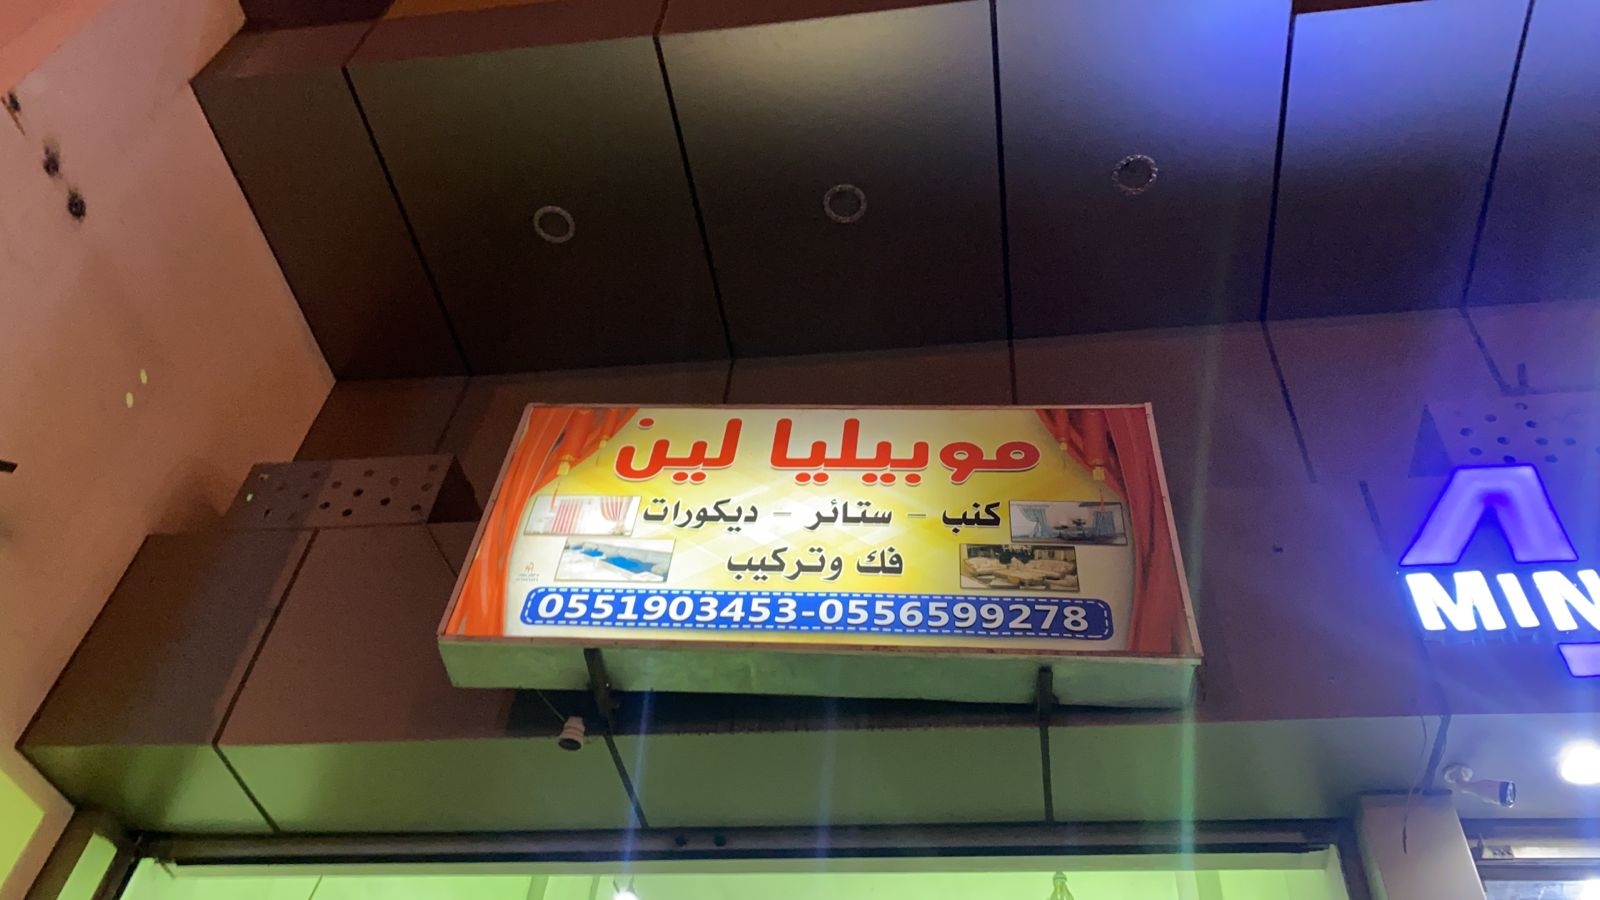 موبيليا لين
كنب - ستائر - ديكورات
فك وتركيب
0551903453-0556599278
MIN